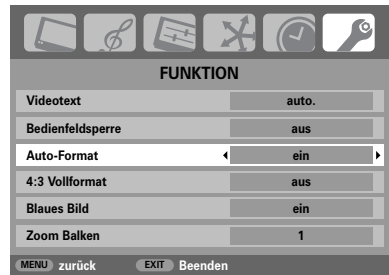 FUNKTION
Videotext auto.
Bedienfeldsperre aus
Auto-Format ein
4:3 Vollformat aus
Blaues Bild ein
Zoom Balken 1
MENU zurück EXIT Beenden